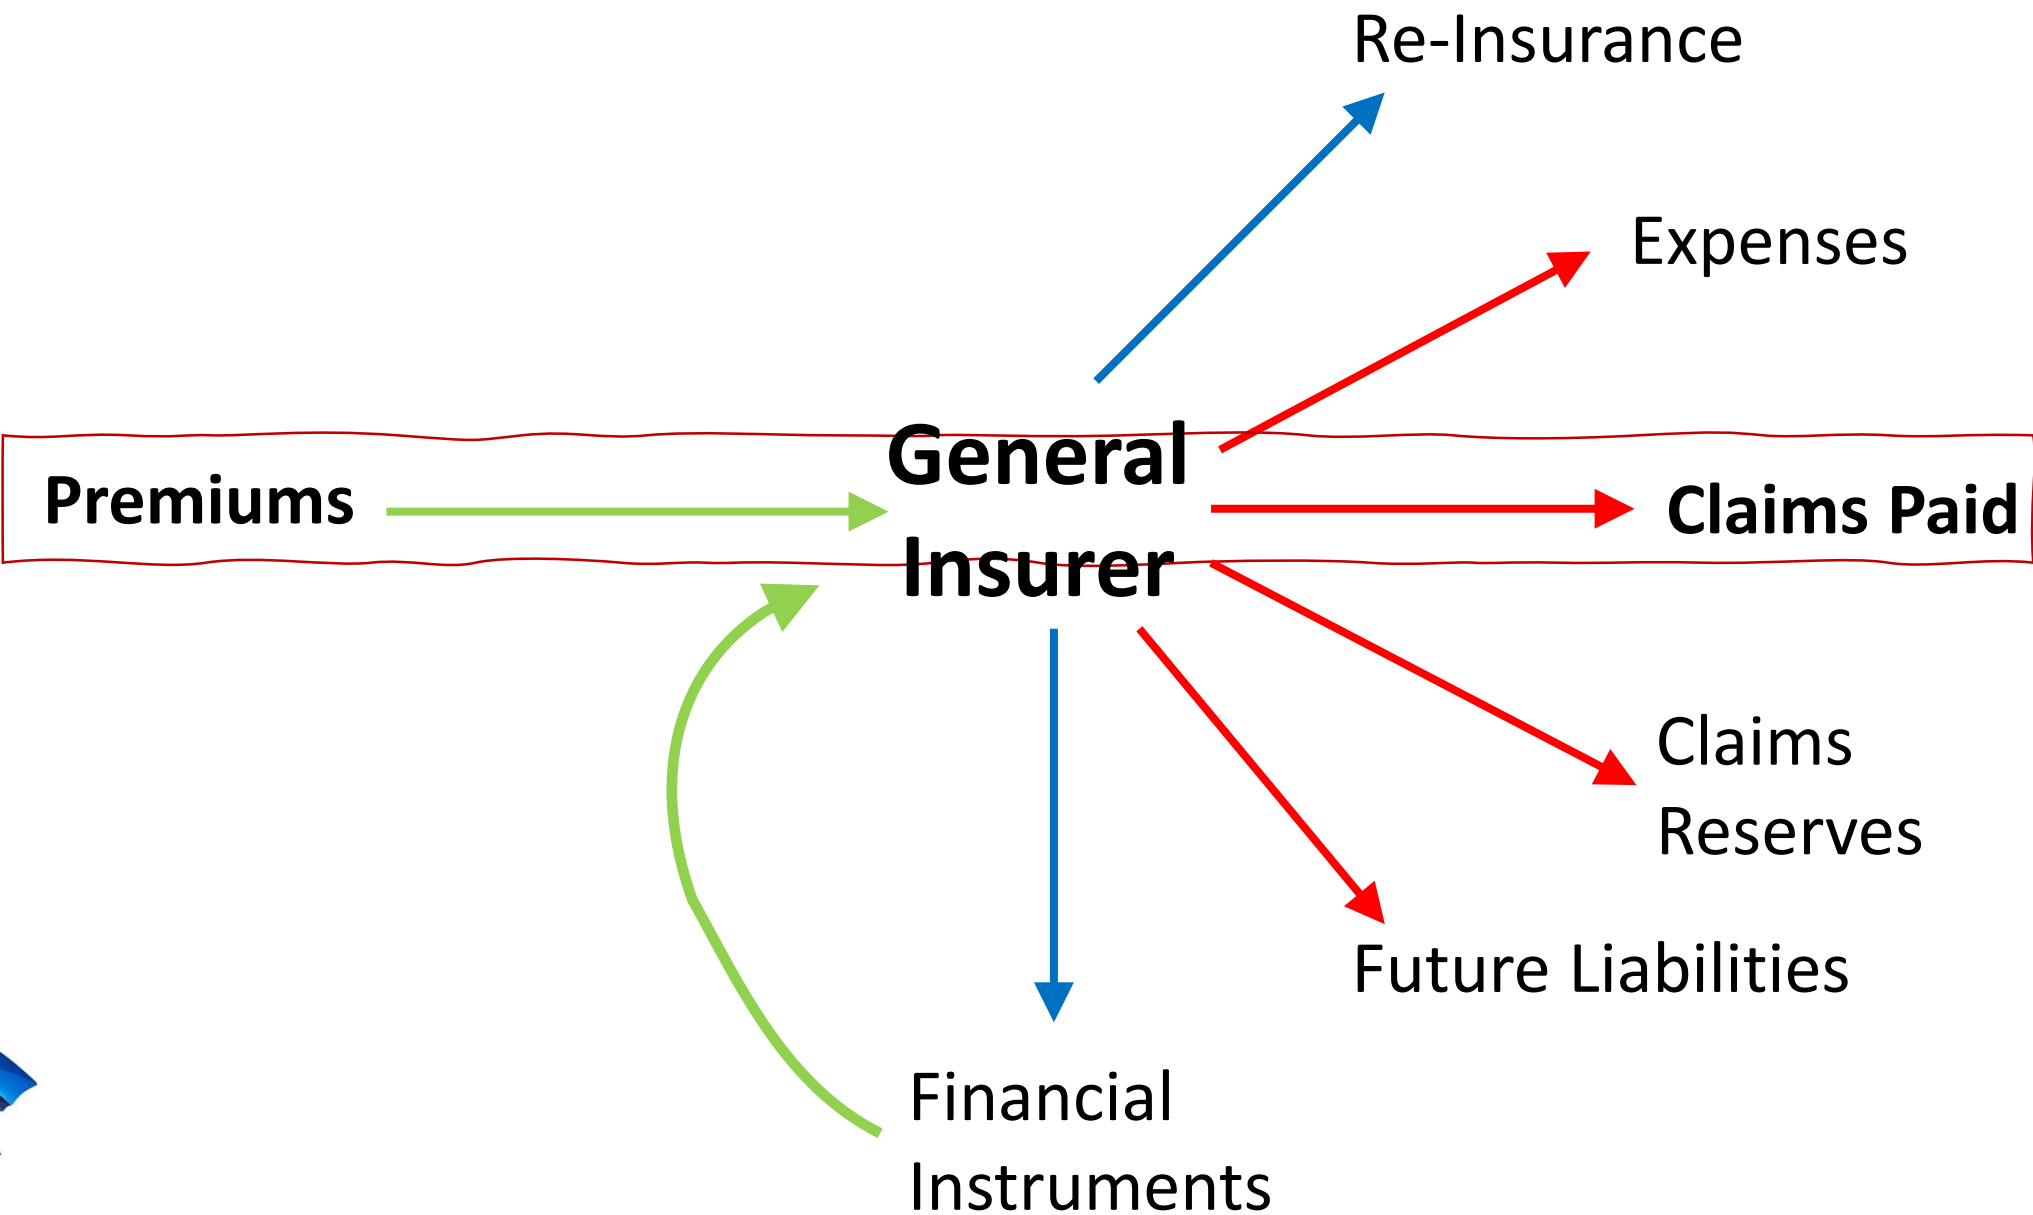 Re-Insurance
Expenses
General
Premiums
Claims Paid
Insurer
Claims
Reserves
Future Liabilities
Financial
Instruments